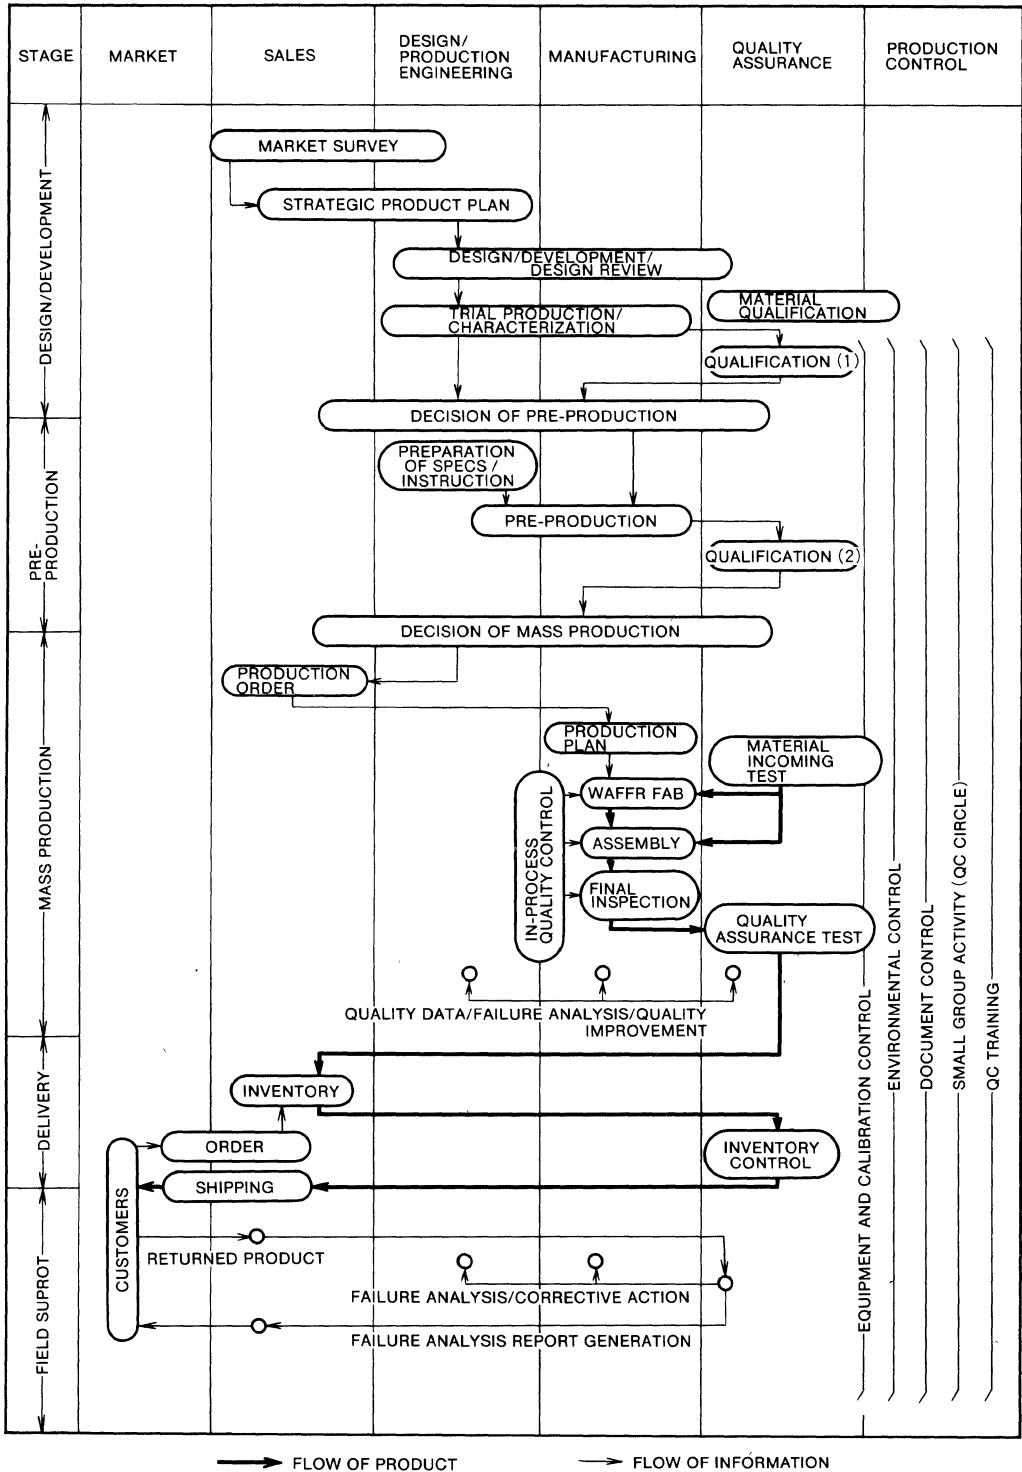 STAGE
MARKET
SALES
DESIGN/
PRODUCTION
ENGINEERING
MANUFACTURING
QUALITY
ASSURANCE
PRODUCTION
CONTROL
DESIGN/DEVELOPMENT
MARKET SURVEY
STRATEGIC PRODUCT PLAN
DESIGN/DEVELOPMENT/
DESIGN REVIEW
MATERIAL
QUALIFICATION
TRIAL PRODUCTION/
CHARACTERIZATION
QUALIFICATION (1)
DECISION OF PRE-PRODUCTION
PRE-
PRODUCTION
PREPARATION
OF SPECS /
INSTRUCTION
PRE-PRODUCTION
QUALIFICATION (2)
DECISION OF MASS PRODUCTION
MASS PRODUCTION
PRODUCTION
ORDER
PRODUCTION
PLAN
MATERIAL
INCOMING
TEST
IN-PROCESS
QUALITY CONTROL
WAFFR FAB
ASSEMBLY
FINAL
INSPECTION
QUALITY
ASSURANCE TEST
QUALITY DATA/FAILURE ANALYSIS/QUALITY
IMPROVEMENT
EQUIPMENT AND CALIBRATION CONTROL
ENVIRONMENTAL CONTROL
DOCUMENT CONTROL
SMALL GROUP ACTIVITY (QC CIRCLE)
QC TRAINING
DELIVERY
INVENTORY
ORDER
INVENTORY
CONTROL
SHIPPING
CUSTOMERS
FIELD SUPROT
RETURNED PRODUCT
FAILURE ANALYSIS/CORRECTIVE ACTION
FAILURE ANALYSIS REPORT GENERATION
FLOW OF PRODUCT
FLOW OF INFORMATION